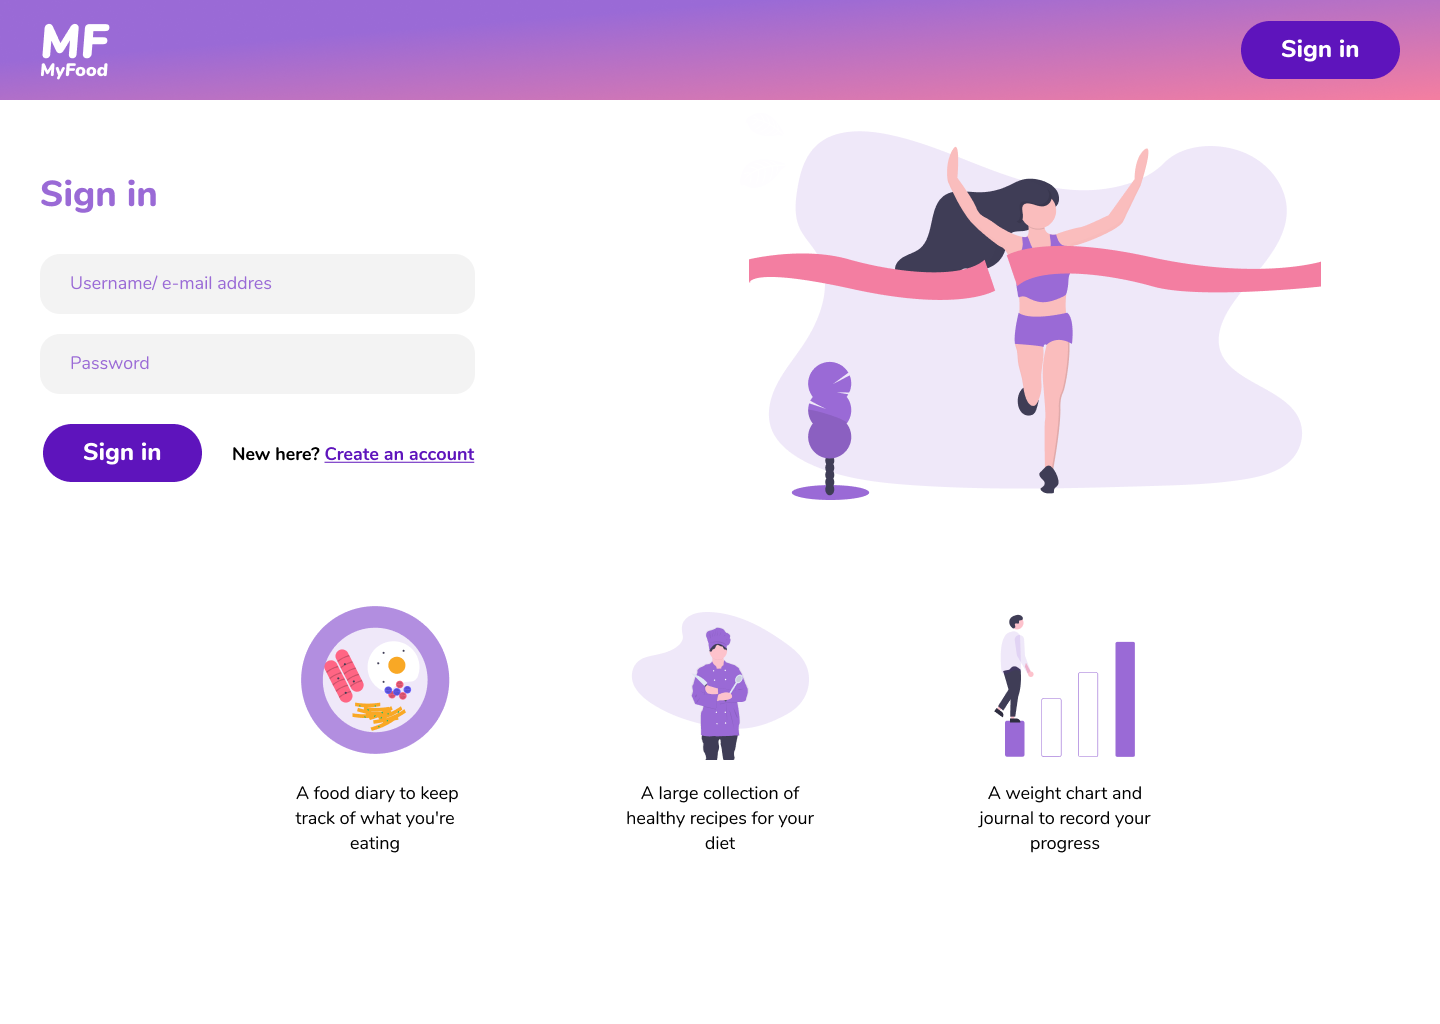 MF
MyFood
Sign in
Sign in
Username/ e-mail addres
Password
Sign in
New here? Create an account
A food diary to keep
track of what you're
eating
A large collection of
healthy recipes for your
diet
A weight chart and
journal to record your
progress